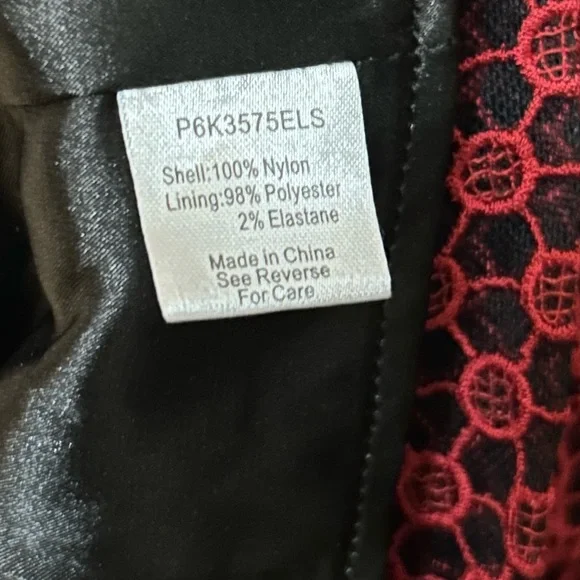 P6K3575ELS
Shell:100% Nylon
Lining:98% Polyester
2% Elastane
Made in China
See Reverse
For Care